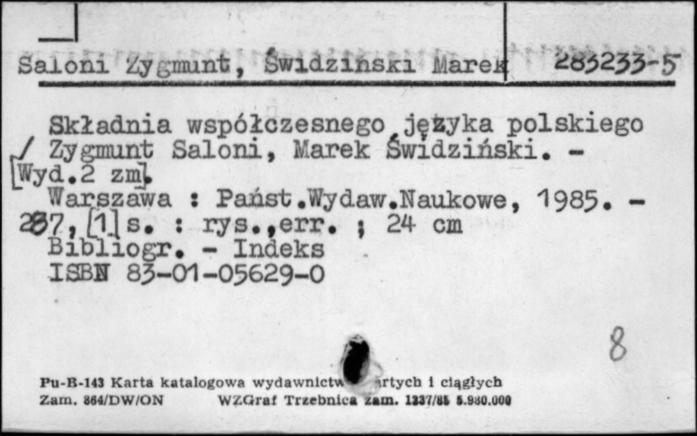 Saloni Zygmunt, Świdziński Marek 283233-5
Składnia współczesnego języka polskiego
/ Zygmunt Saloni, Marek Świdziński. -
[Wyd.2 zm].
Warszawa : Państ.Wydaw.Naukowe, 1985. -
287,[1]s. : rys.,err. ; 24 cm
Bibliogr. - Indeks
ISBN 83-01-05629-0
8
Pu-B-143 Karta katalogowa wydawnictw artych i ciągłych
Zam. 864/DW/ON WZGraf Trzebnica zam. 1337/85 5.980.000